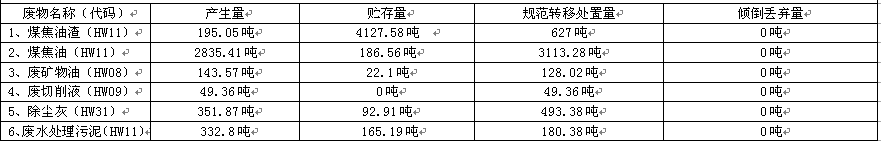 废物名称（代码） 产生量 贮存量 规范转移处置量 倾倒丢弃量
1、煤焦油渣（HW11） 195.05吨 4127.58吨 627吨 0吨
2、煤焦油（HW11） 2835.41吨 186.56吨 3113.28吨 0吨
3、废矿物油（HW08） 143.57吨 22.1吨 128.02吨 0吨
4、废切削液（HW09） 49.36吨 0吨 49.36吨 0吨
5、除尘灰（HW31） 351.87吨 92.91吨 493.38吨 0吨
6、废水处理污泥(HW11) 332.8吨 165.19吨 180.38吨 0吨